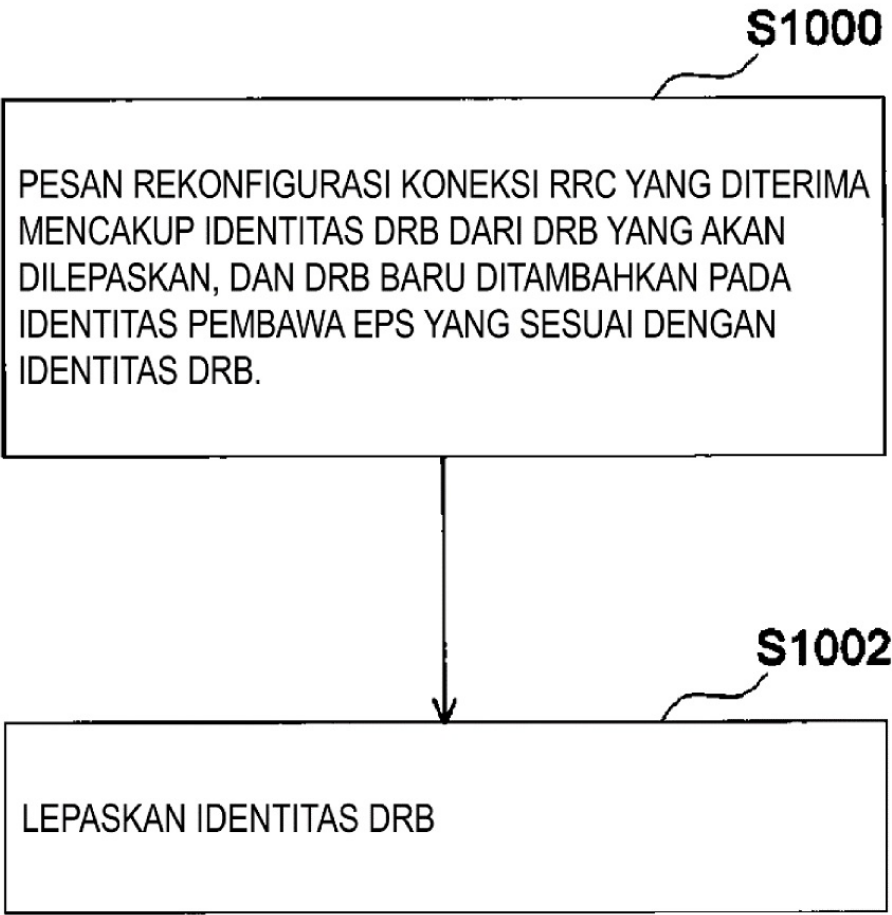 S1000
PESAN REKONFIGURASI KONEKSI RRC YANG DITERIMA
MENCAKUP IDENTITAS DRB DARI DRB YANG AKAN
DILEPASKAN, DAN DRB BARU DITAMBAHKAN PADA
IDENTITAS PEMBAWA EPS YANG SESUAI DENGAN
IDENTITAS DRB.
S1002
LEPASKAN IDENTITAS DRB